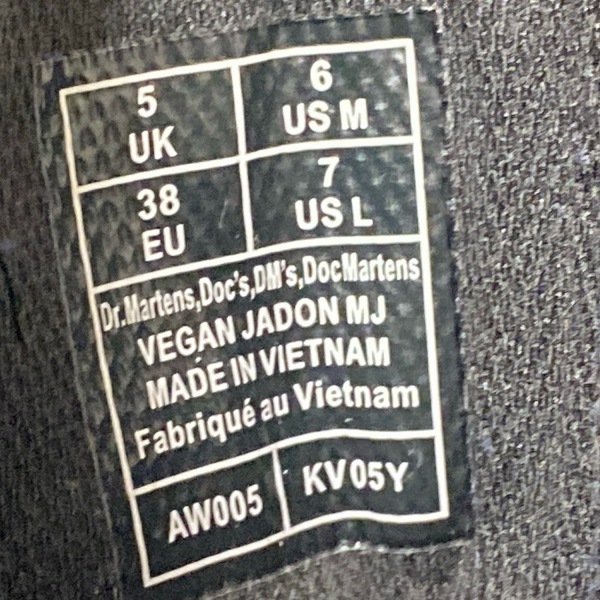 5
UK
6
US M
38
EU
7
US L
Dr.Martens,Doc's,DM's,DocMartens
VEGAN JADON MJ
MADE IN VIETNAM
Fabriqué au Vietnam
AW005
KV05Y